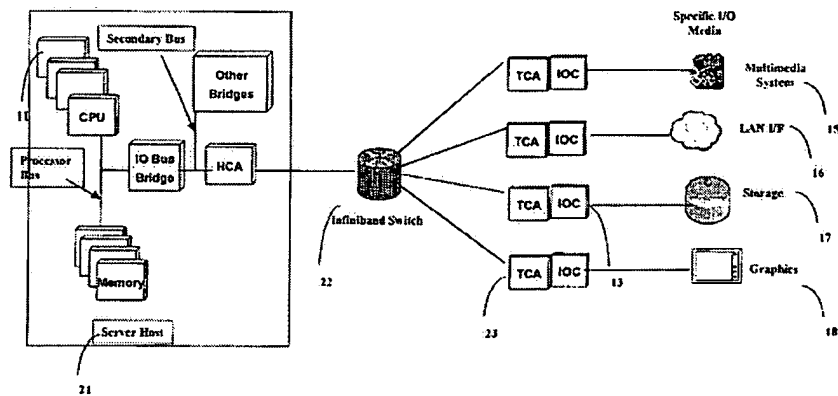 Secondary Bus
Other
Bridges
11
CPU
Processor
Bus
IO Bus
Bridge
HCA
Memory
Server Host
21
Infiniband Switch
22
Specific I/O
Media
TCA
IOC
Multimedia
System
15
TCA
IOC
LAN I/F
16
TCA
IOC
Storage
13
17
TCA
IOC
Graphics
23
18